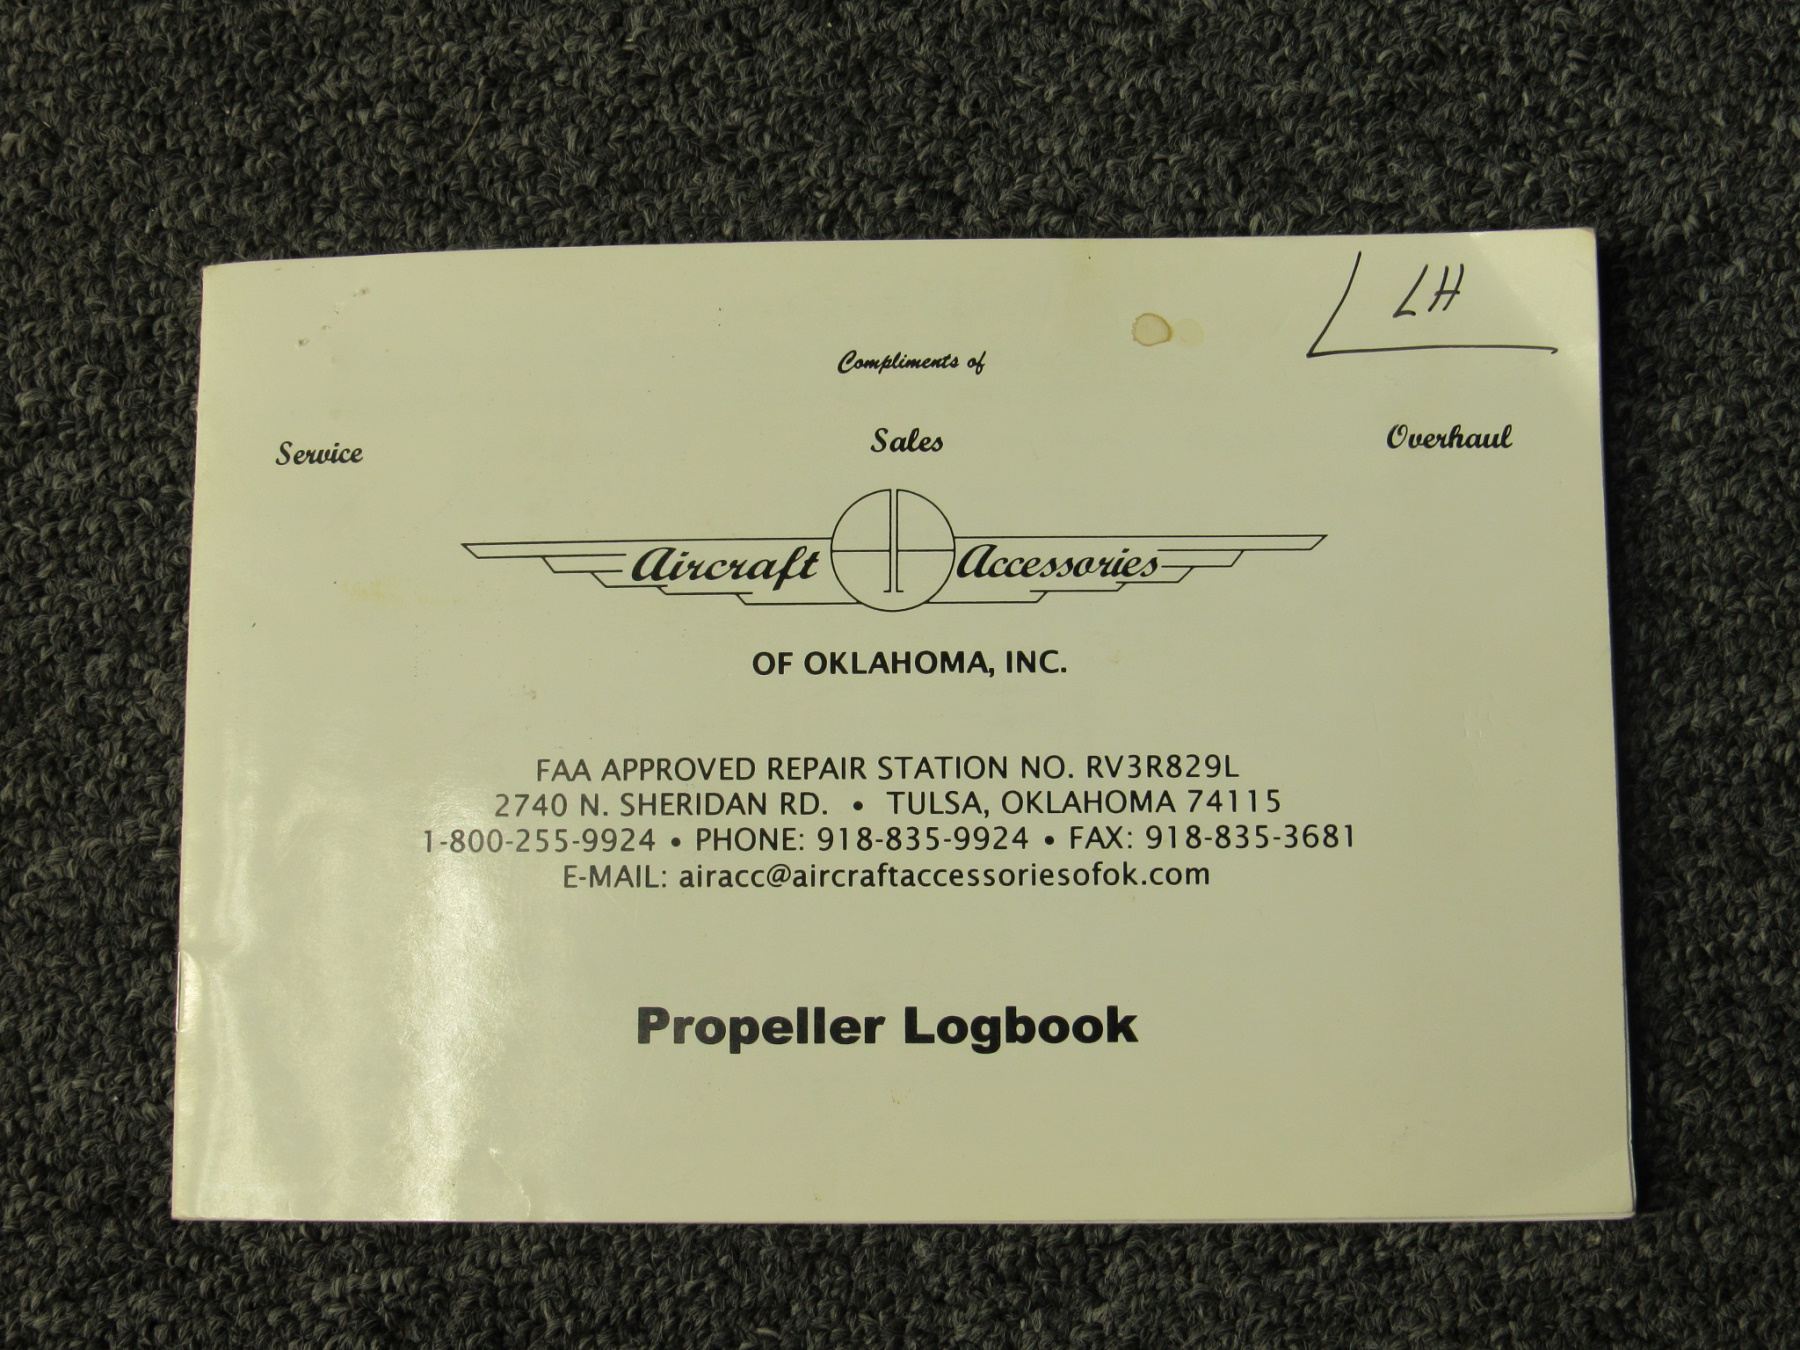 LH
Compliments of
Service Sales Overhaul
Aircraft Accessories
OF OKLAHOMA, INC.
FAA APPROVED REPAIR STATION NO. RV3R829L
2740 N. SHERIDAN RD. • TULSA, OKLAHOMA 74115
1-800-255-9924 • PHONE: 918-835-9924 • FAX: 918-835-3681
E-MAIL: airacc@aircraftaccessoriesofok.com
Propeller Logbook